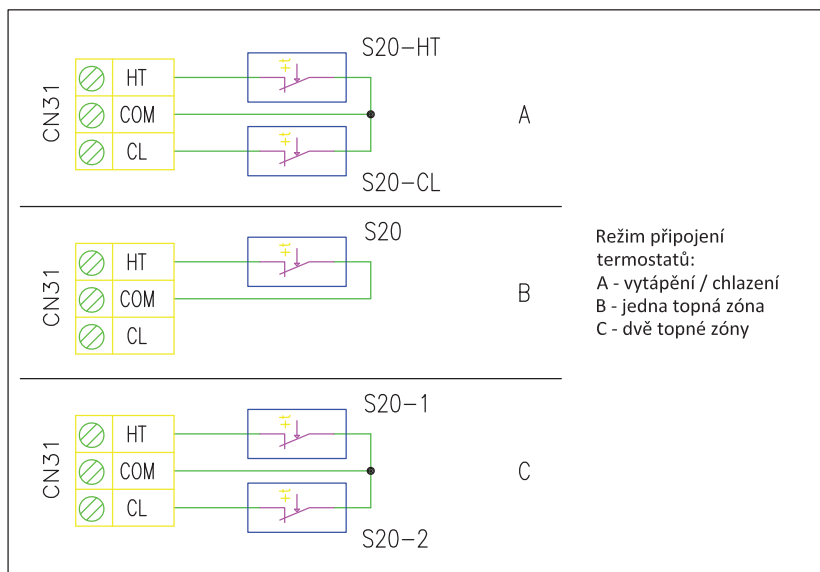 S20-HT
CN31
HT
COM
CL
A
S20-CL
S20
CN31
HT
COM
CL
B
Režim připojení
termostatů:
A - vytápění / chlazení
B - jedna topná zóna
C - dvě topné zóny
S20-1
CN31
HT
COM
CL
C
S20-2